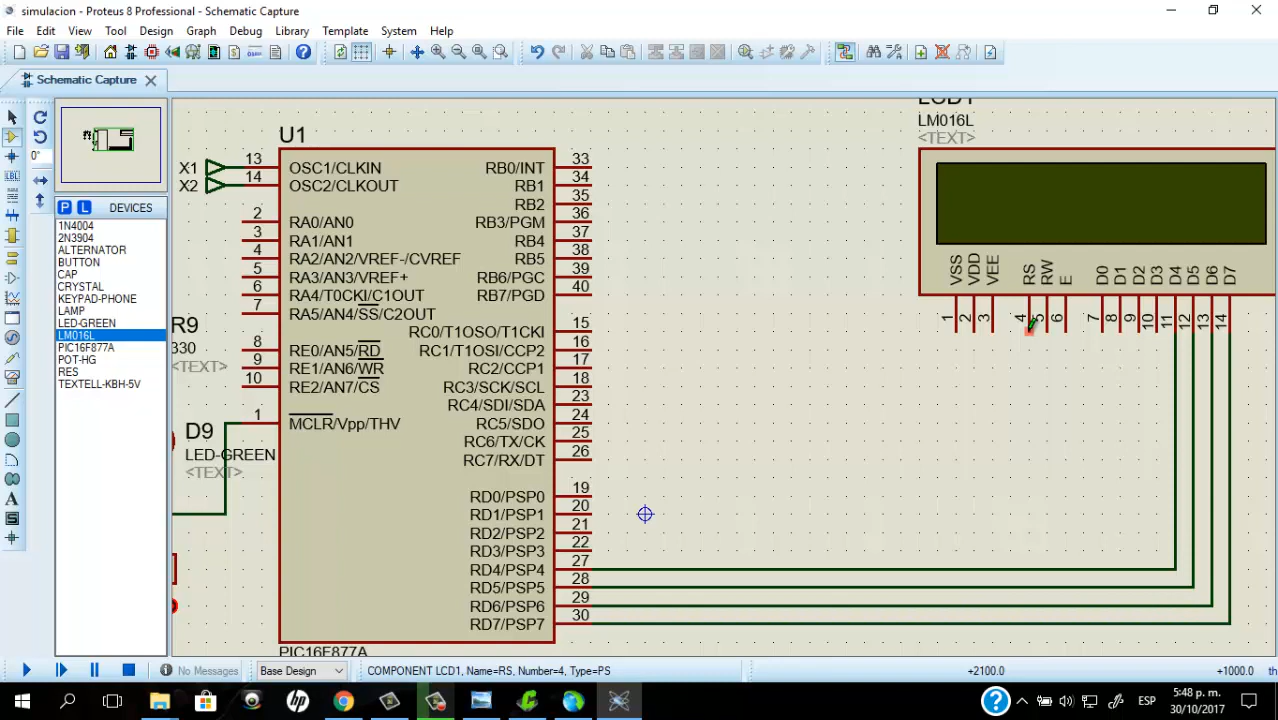 simulacion - Proteus 8 Professional - Schematic Capture
File Edit View Tool Design Graph Debug Library Template System Help
Schematic Capture
0°
P L DEVICES
1N4004
2N3904
ALTERNATOR
BUTTON
CAP
CRYSTAL
KEYPAD-PHONE
LAMP
LED-GREEN
LM016L
PIC16F877A
POT-HG
RES
TEXTELL-KBH-5V
U1
X1 13 OSC1/CLKIN
X2 14 OSC2/CLKOUT
2 RA0/AN0
3 RA1/AN1
4 RA2/AN2/VREF-/CVREF
5 RA3/AN3/VREF+
6 RA4/T0CKI/C1OUT
7 RA5/AN4/SS/C2OUT
8 RE0/AN5/RD
9 RE1/AN6/WR
10 RE2/AN7/CS
1 MCLR/Vpp/THV
RB0/INT 33
RB1 34
RB2 35
RB3/PGM 36
RB4 37
RB5 38
RB6/PGC 39
RB7/PGD 40
RC0/T1OSO/T1CKI 15
RC1/T1OSI/CCP2 16
RC2/CCP1 17
RC3/SCK/SCL 18
RC4/SDI/SDA 23
RC5/SDO 24
RC6/TX/CK 25
RC7/RX/DT 26
RD0/PSP0 19
RD1/PSP1 20
RD2/PSP2 21
RD3/PSP3 22
RD4/PSP4 27
RD5/PSP5 28
RD6/PSP6 29
RD7/PSP7 30
PIC16F877A
R9
330
<TEXT>
D9
LED-GREEN
<TEXT>
LCD1
LM016L
<TEXT>
VSS VDD VEE RS RW E D0 D1 D2 D3 D4 D5 D6 D7
1 2 3 4 5 6 7 8 9 10 11 12 13 14
No Messages Base Design COMPONENT LCD1, Name=RS, Number=4, Type=PS +2100.0 +1000.0 th
ESP
5:48 p. m.
30/10/2017